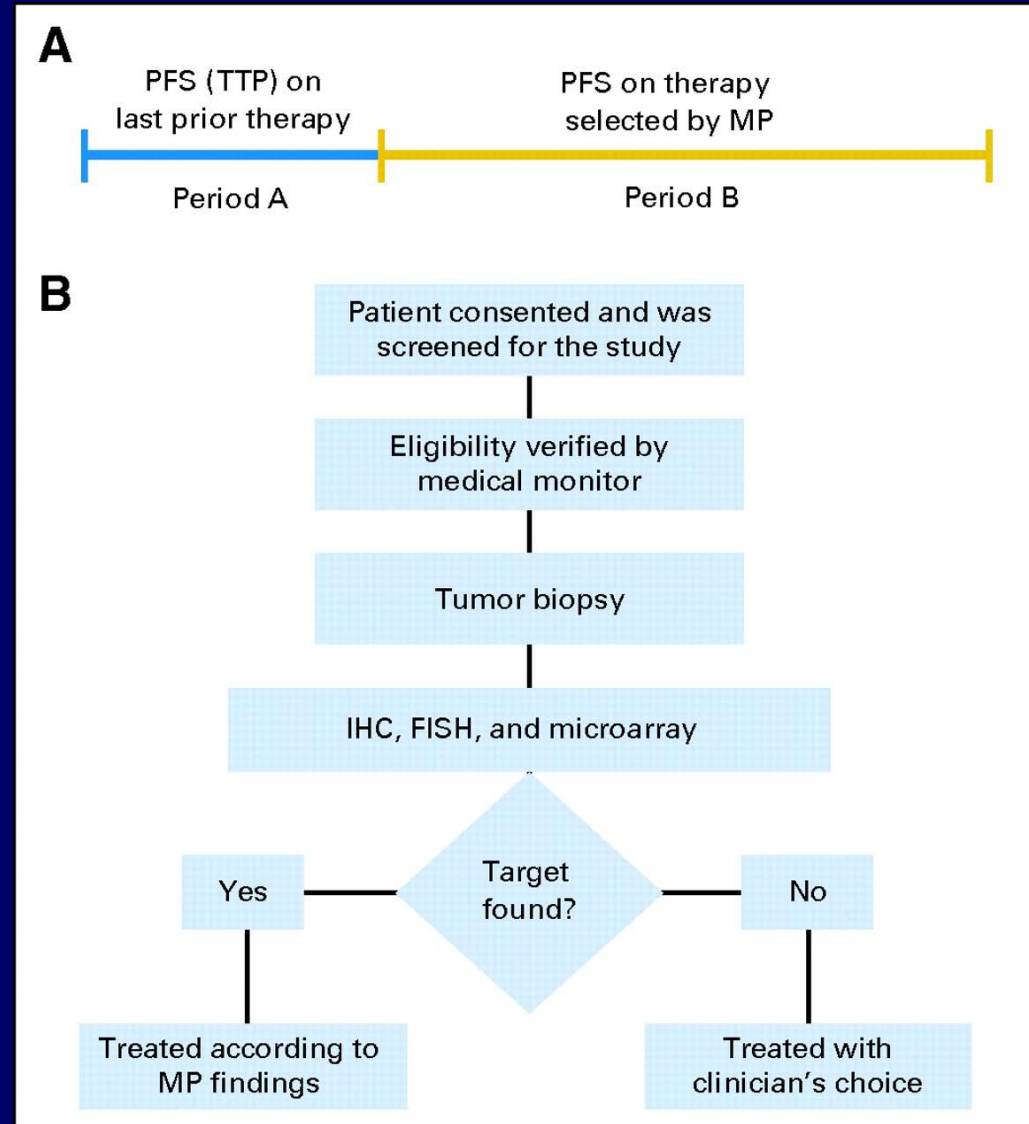 A
PFS (TTP) on
last prior therapy
PFS on therapy
selected by MP
Period A
Period B
B
Patient consented and was
screened for the study
Eligibility verified by
medical monitor
Tumor biopsy
IHC, FISH, and microarray
Target
found?
Yes
No
Treated according to
MP findings
Treated with
clinician's choice